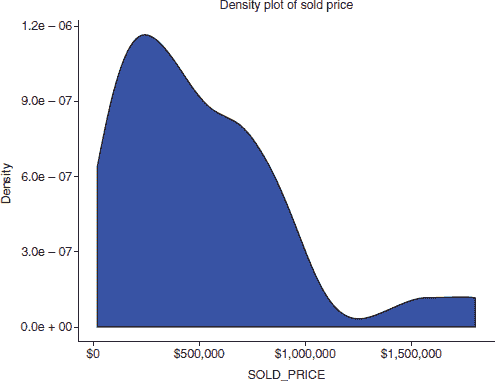 Density plot of sold price
1.2e – 06
9.0e – 07
6.0e – 07
3.0e – 07
0.0e + 00
Density
$0
$500,000
$1,000,000
$1,500,000
SOLD_PRICE